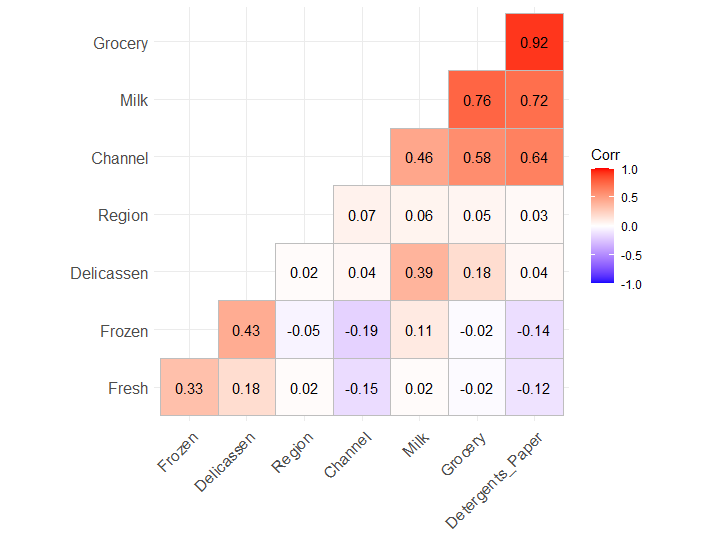 Grocery 0.92
Milk 0.76 0.72
Channel 0.46 0.58 0.64
Region 0.07 0.06 0.05 0.03
Delicassen 0.02 0.04 0.39 0.18 0.04
Frozen 0.43 -0.05 -0.19 0.11 -0.02 -0.14
Fresh 0.33 0.18 0.02 -0.15 0.02 -0.02 -0.12
Frozen Delicassen Region Channel Milk Grocery Detergents_Paper
Corr
1.0
0.5
0.0
-0.5
-1.0